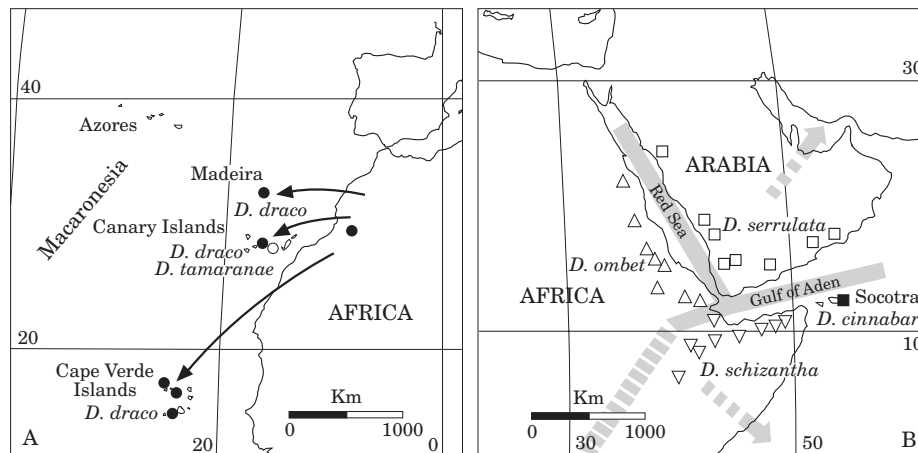 40
Azores
Macaronesia
Madeira
D. draco
Canary Islands
D. draco
D. tamaranae
AFRICA
20
Cape Verde
Islands
D. draco
Km
0 1000
A
20
0
30
ARABIA
Red Sea
D. serrulata
D. ombet
AFRICA
Gulf of Aden
Socotra
D. cinnabari
10
D. schizantha
Km
0 1000
30
50
B